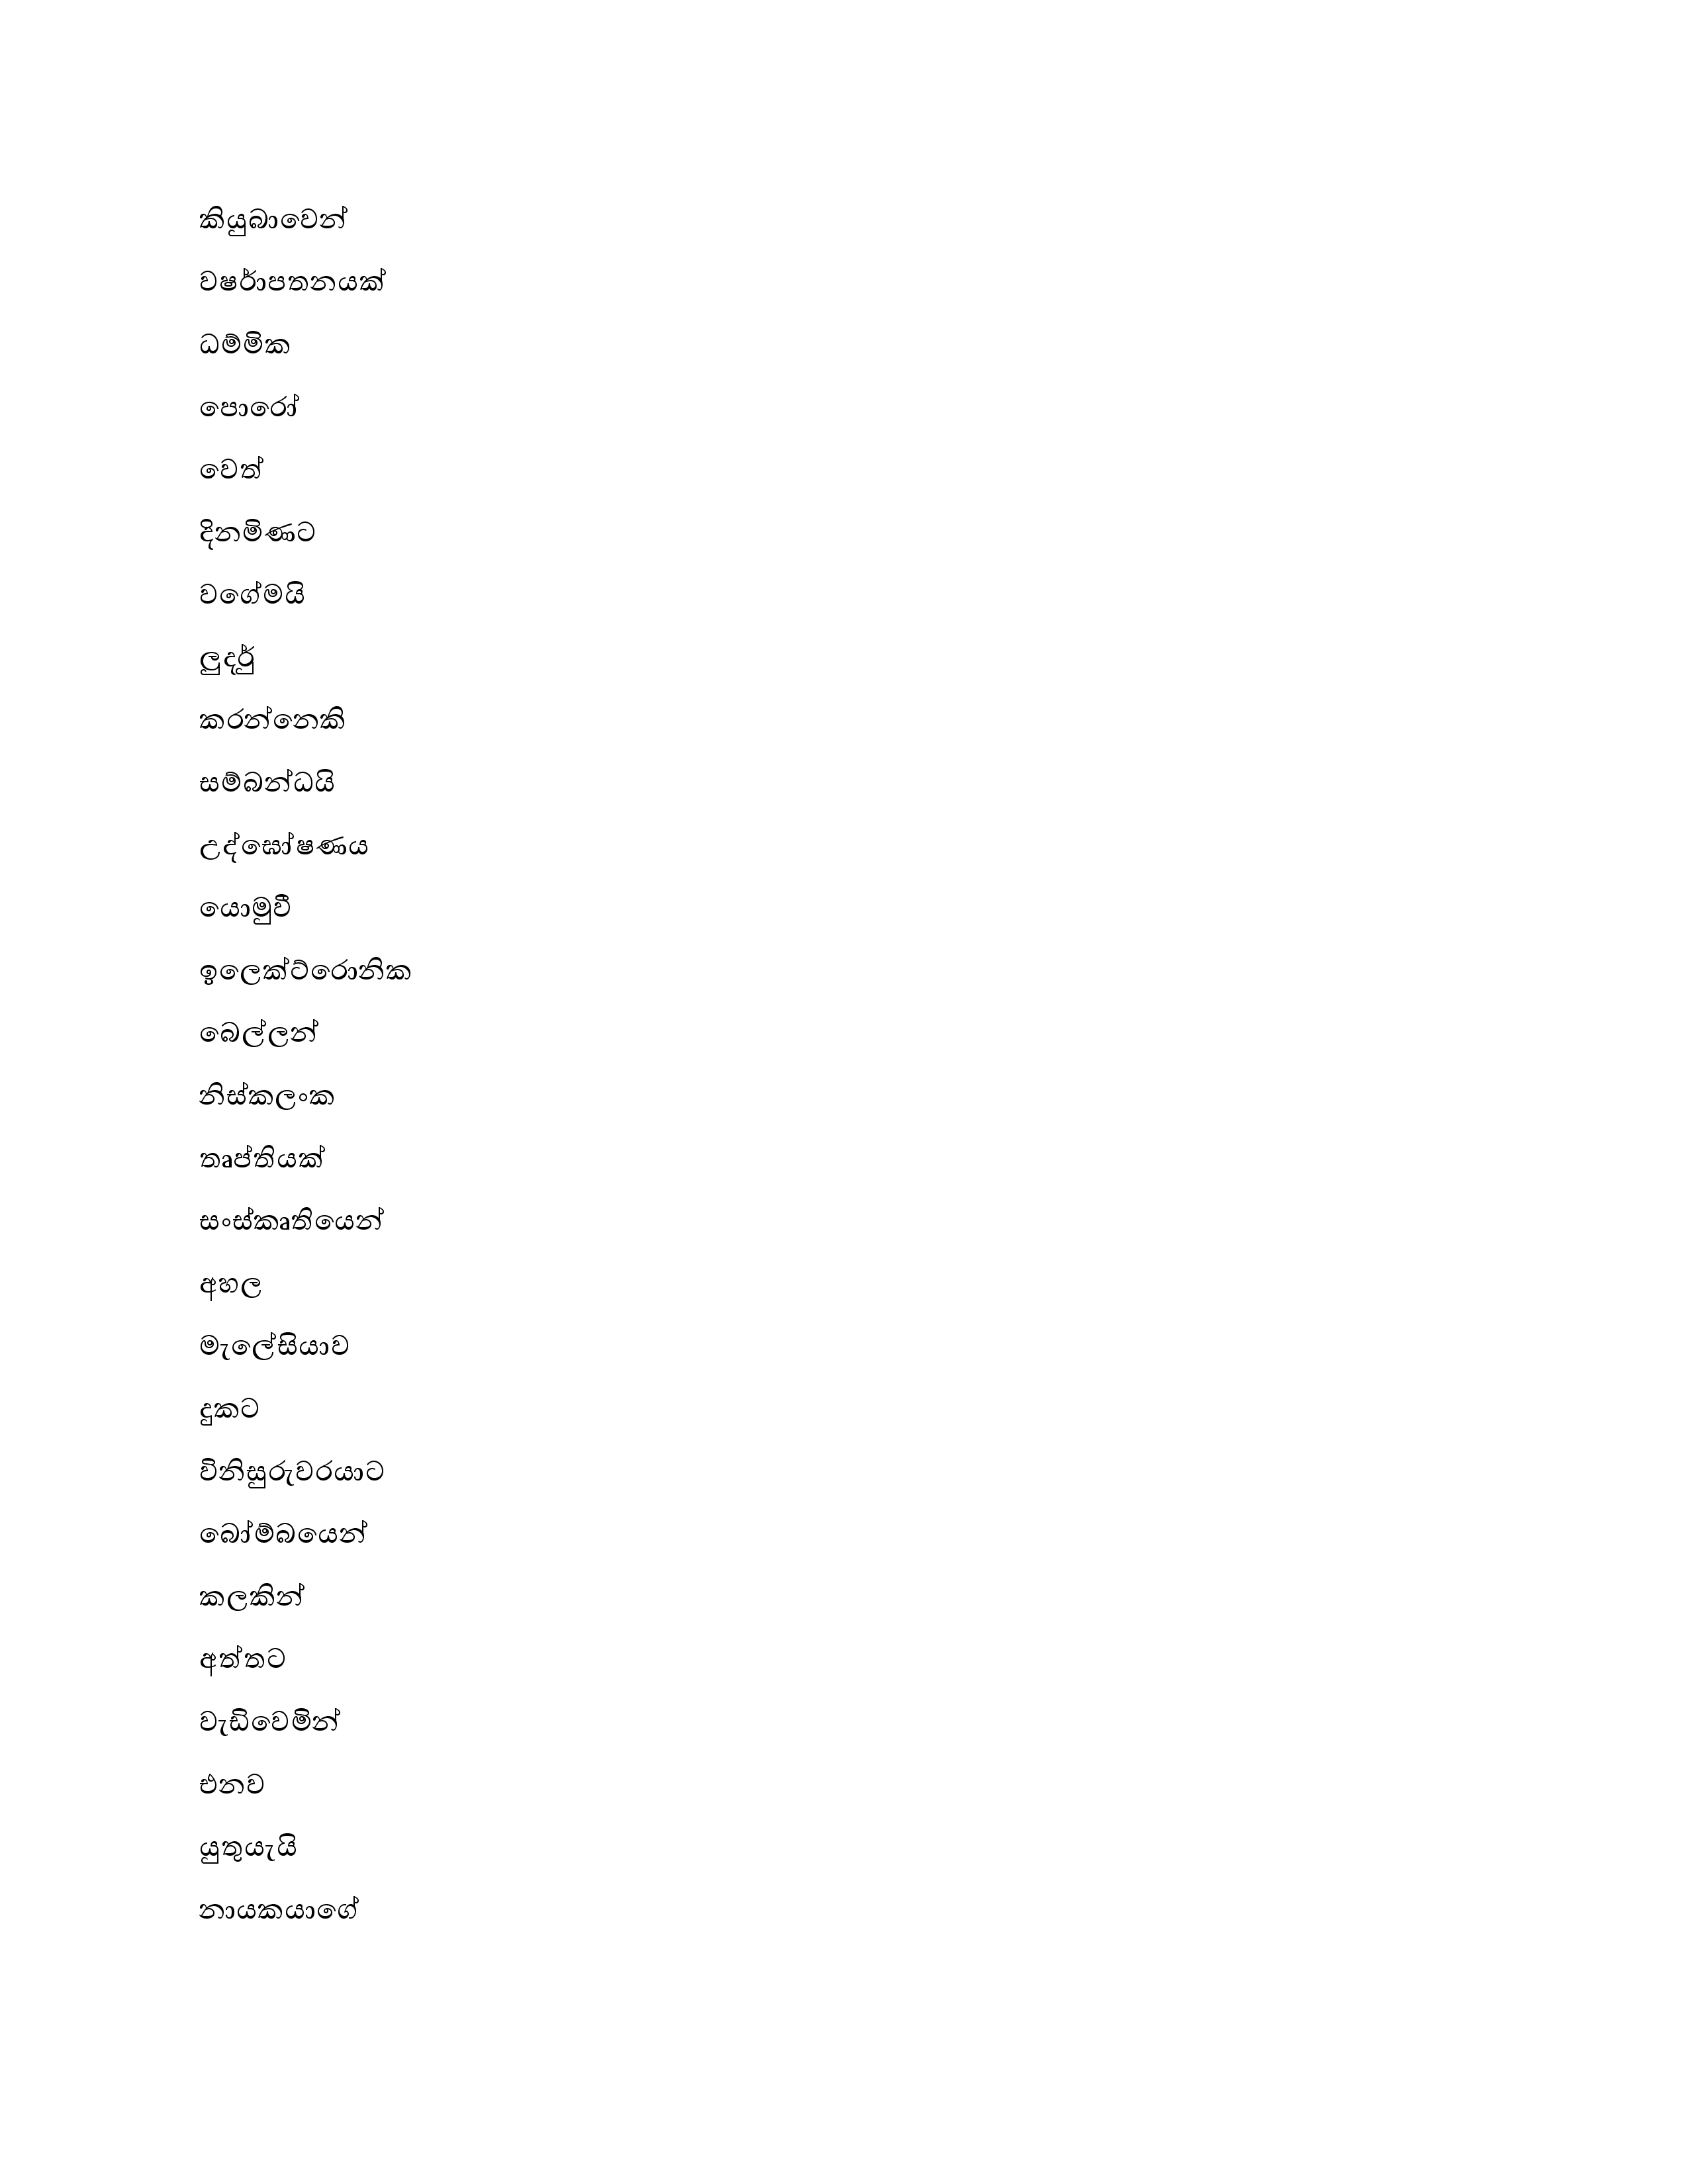 කියුබාවෙන්
වර්ෂාපතනයක්
ධම්මික
පොරෝ
වෙත්
දිනමිණට
වගේමයි
ලුර්දු
කරන්නෙකි
සම්බන්ධයි
උද්ඝෝෂණය
යොමුවී
ඉලෙක්ට්රොනික
බෙල්ලන්
නිස්කලංක
තෘප්තියක්
සංස්කෘතියෙන්
අහල
මැලේසියාව
දුකට
විනිසුරුවරයාට
බෝම්බයෙන්
කලකින්
අත්තට
වැඩිවෙමින්
එනව
යුතුයැයි
නායකයාගේ